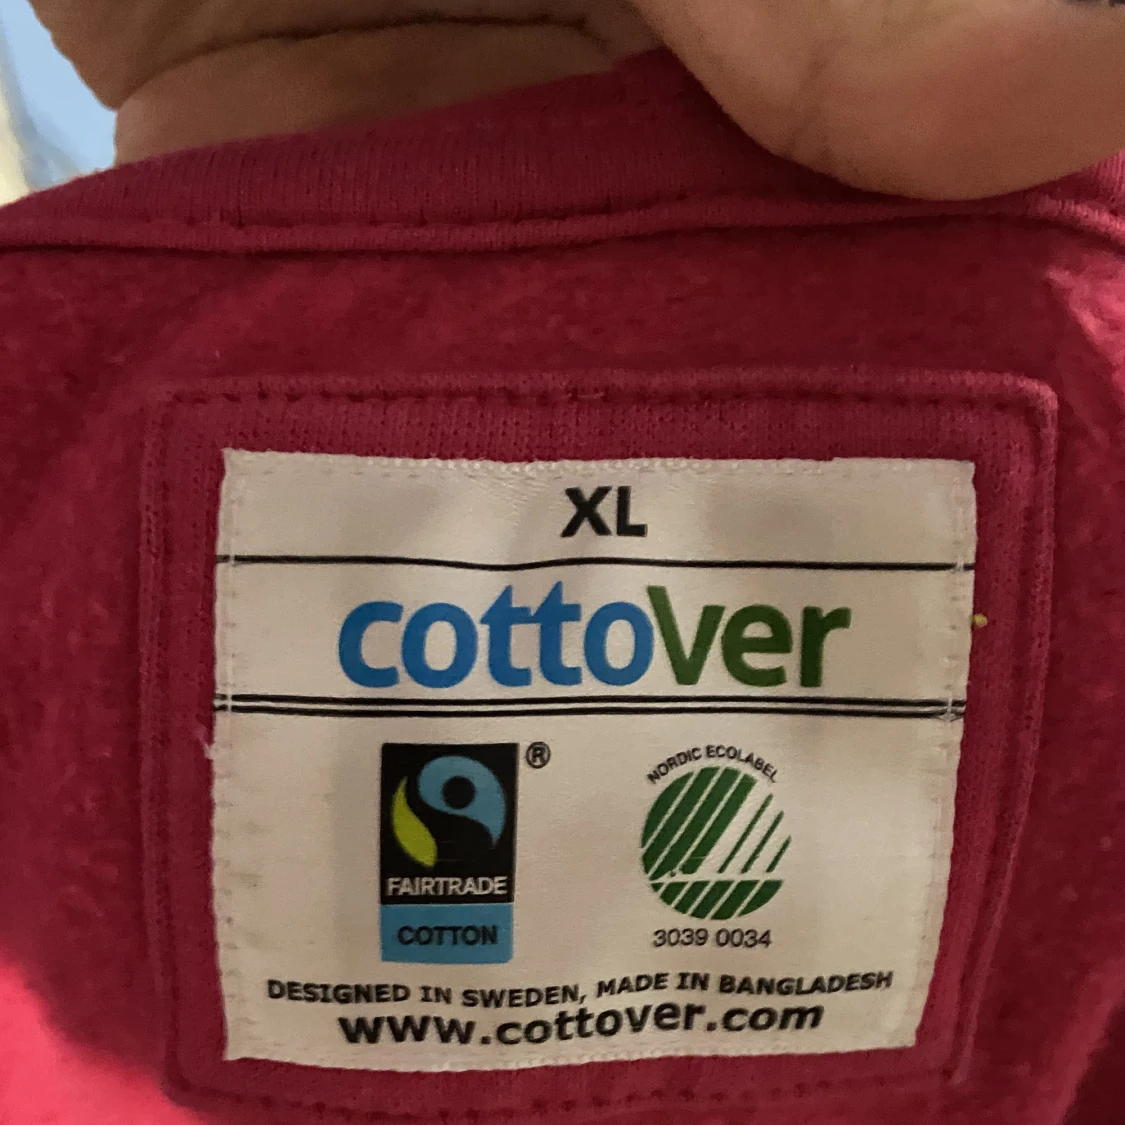 XL
cottover
®
FAIRTRADE
COTTON
NORDIC ECOLABEL
3039 0034
DESIGNED IN SWEDEN, MADE IN BANGLADESH
www.cottover.com